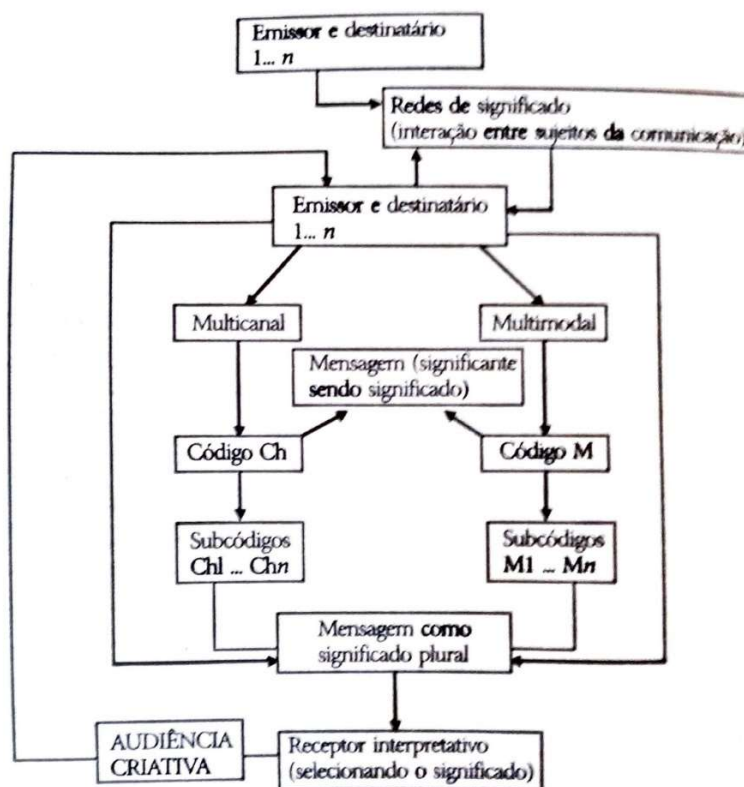 Emissor e destinatário
1... n
Redes de significado
(interação entre sujeitos da comunicação)
Emissor e destinatário
1... n
Multicanal
Multimodal
Mensagem (significante
sendo significado)
Código Ch
Código M
Subcódigos
Chl ... Chn
Subcódigos
M1 ... Mn
Mensagem como
significado plural
AUDIÊNCIA
CRIATIVA
Receptor interpretativo
(selecionando o significado)